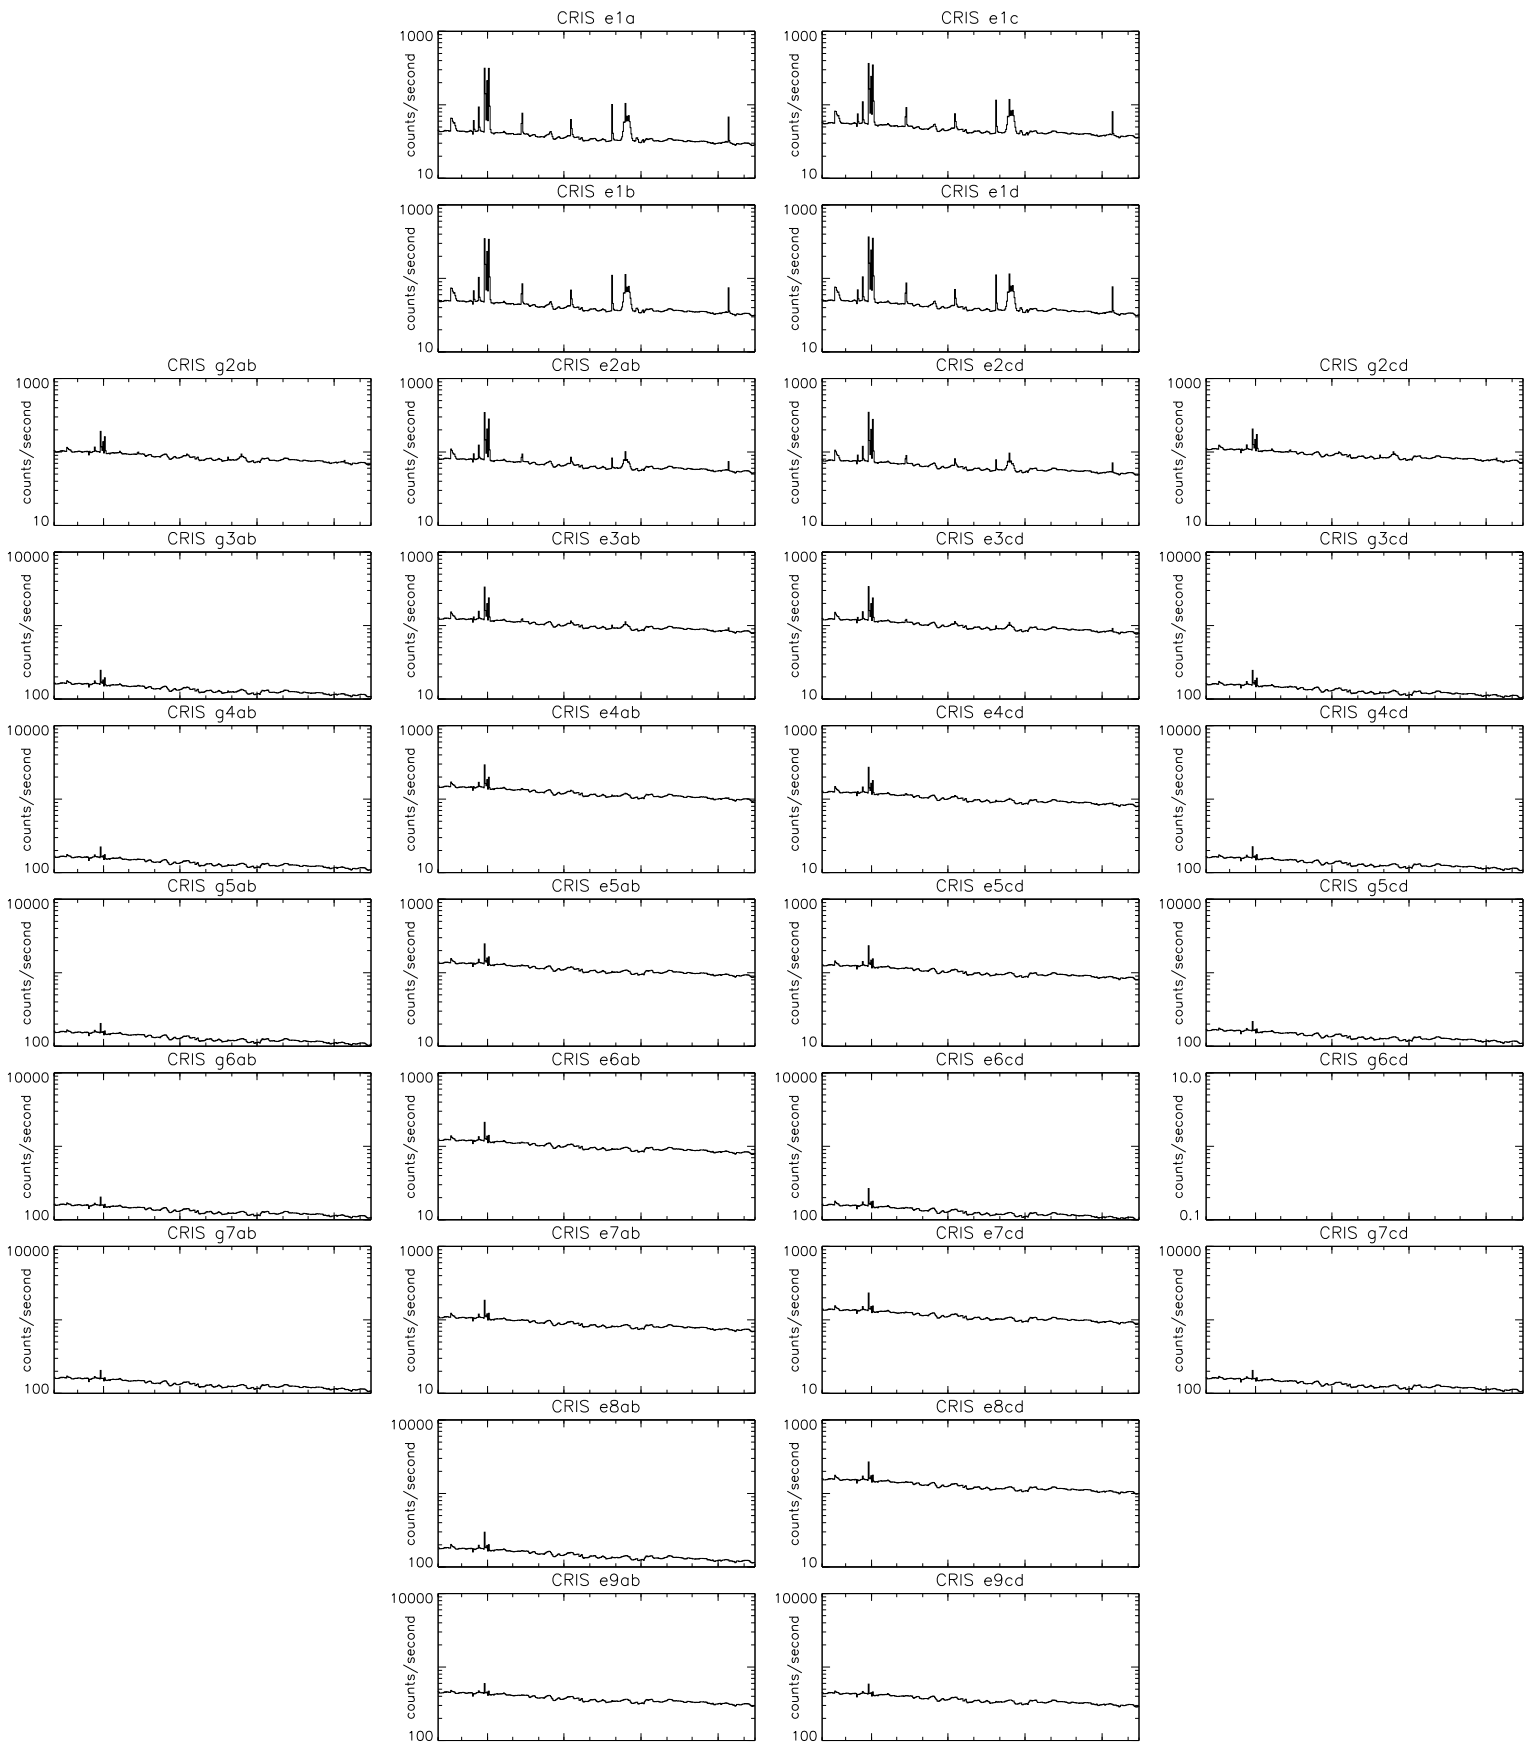 CRIS e1a
CRIS e1c
1000
counts/second
10
1000
counts/second
10
CRIS e1b
CRIS e1d
1000
counts/second
10
1000
counts/second
10
CRIS g2ab
CRIS e2ab
CRIS e2cd
CRIS g2cd
1000
counts/second
10
1000
counts/second
10
1000
counts/second
10
1000
counts/second
10
CRIS g3ab
CRIS e3ab
CRIS e3cd
CRIS g3cd
10000
counts/second
100
1000
counts/second
10
1000
counts/second
10
10000
counts/second
100
CRIS g4ab
CRIS e4ab
CRIS e4cd
CRIS g4cd
10000
counts/second
100
1000
counts/second
10
1000
counts/second
10
10000
counts/second
100
CRIS g5ab
CRIS e5ab
CRIS e5cd
CRIS g5cd
10000
counts/second
100
1000
counts/second
10
1000
counts/second
10
10000
counts/second
100
CRIS g6ab
CRIS e6ab
CRIS e6cd
CRIS g6cd
10000
counts/second
100
1000
counts/second
10
10000
counts/second
100
10.0
counts/second
0.1
CRIS g7ab
CRIS e7ab
CRIS e7cd
CRIS g7cd
10000
counts/second
100
1000
counts/second
10
1000
counts/second
10
10000
counts/second
100
CRIS e8ab
CRIS e8cd
10000
counts/second
100
1000
counts/second
10
CRIS e9ab
CRIS e9cd
10000
counts/second
100
10000
counts/second
100